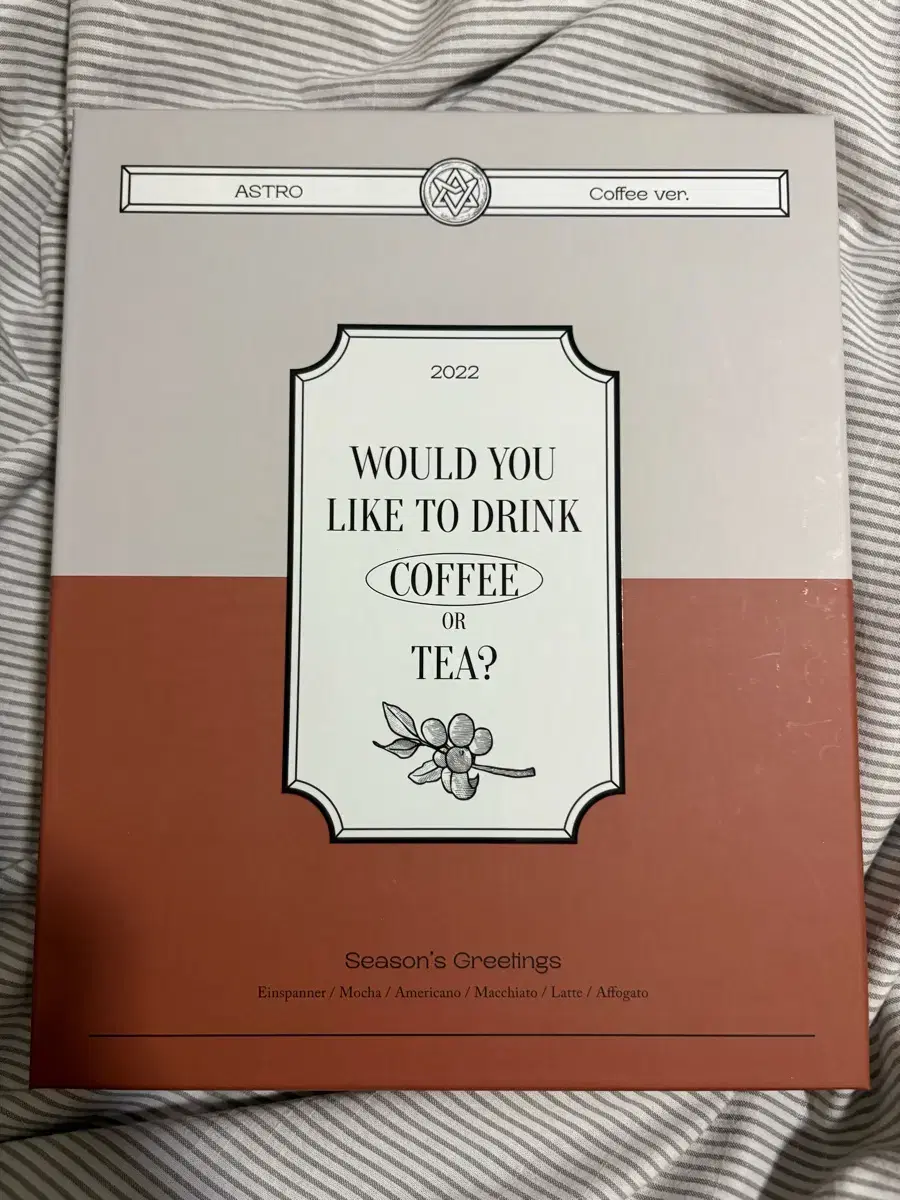 ASTRO
Coffee ver.
2022
WOULD YOU
LIKE TO DRINK
COFFEE
OR
TEA?
Season's Greetings
Einspanner / Mocha / Americano / Macchiato / Latte / Affogato